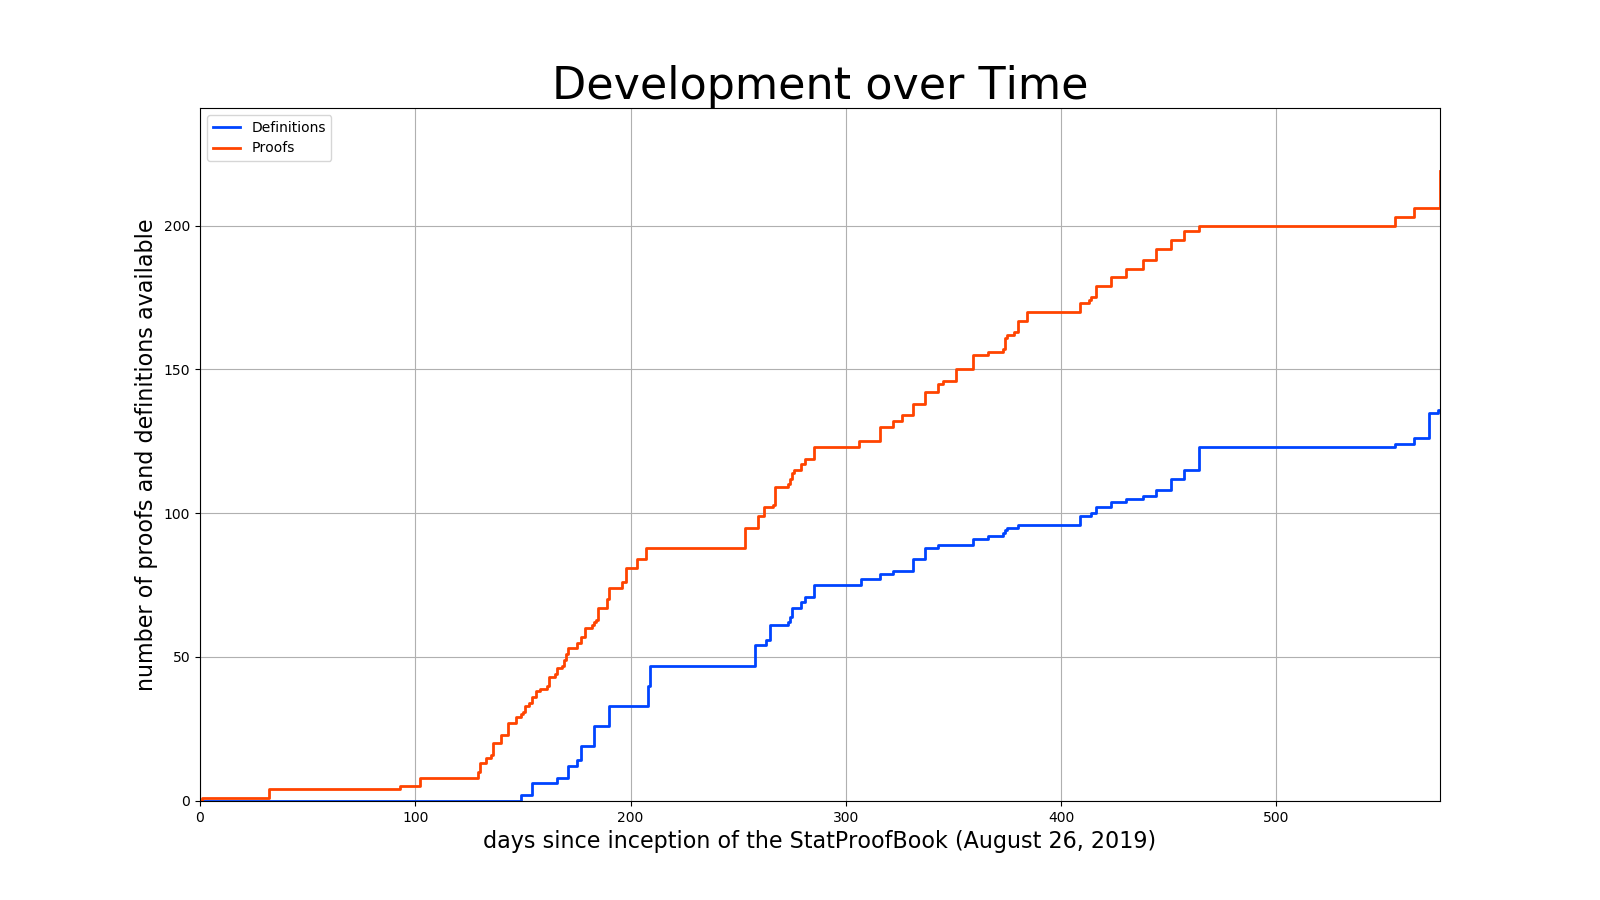 Development over Time
Definitions
Proofs
number of proofs and definitions available
200
150
100
50
0
0 100 200 300 400 500
days since inception of the StatProofBook (August 26, 2019)